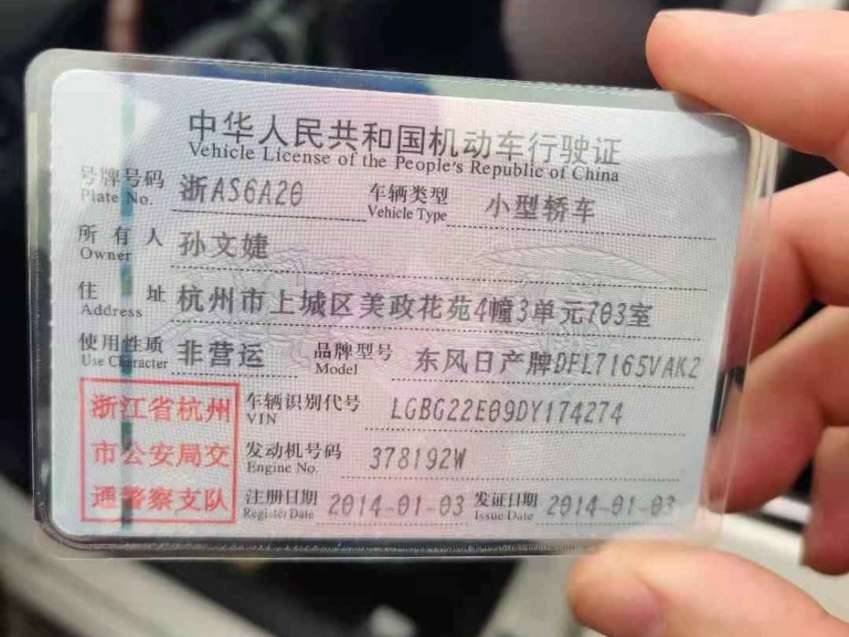 中华人民共和国机动车行驶证
Vehicle License of the People's Republic of China
号牌号码 浙AS6A20 车辆类型 小型轿车
Plate No. Vehicle Type
所有人 孙文婕
Owner
住址 杭州市上城区美政花苑4幢3单元703室
Address
使用性质 非营运 品牌型号 东风日产牌DFL7165VAK2
Use Character Model
浙江省杭州
市公安局交
通警察支队
车辆识别代号 LGBG22E09DY174274
VIN
发动机号码 378192W
Engine No.
注册日期 2014-01-03 发证日期 2014-01-03
Register Date Issue Date